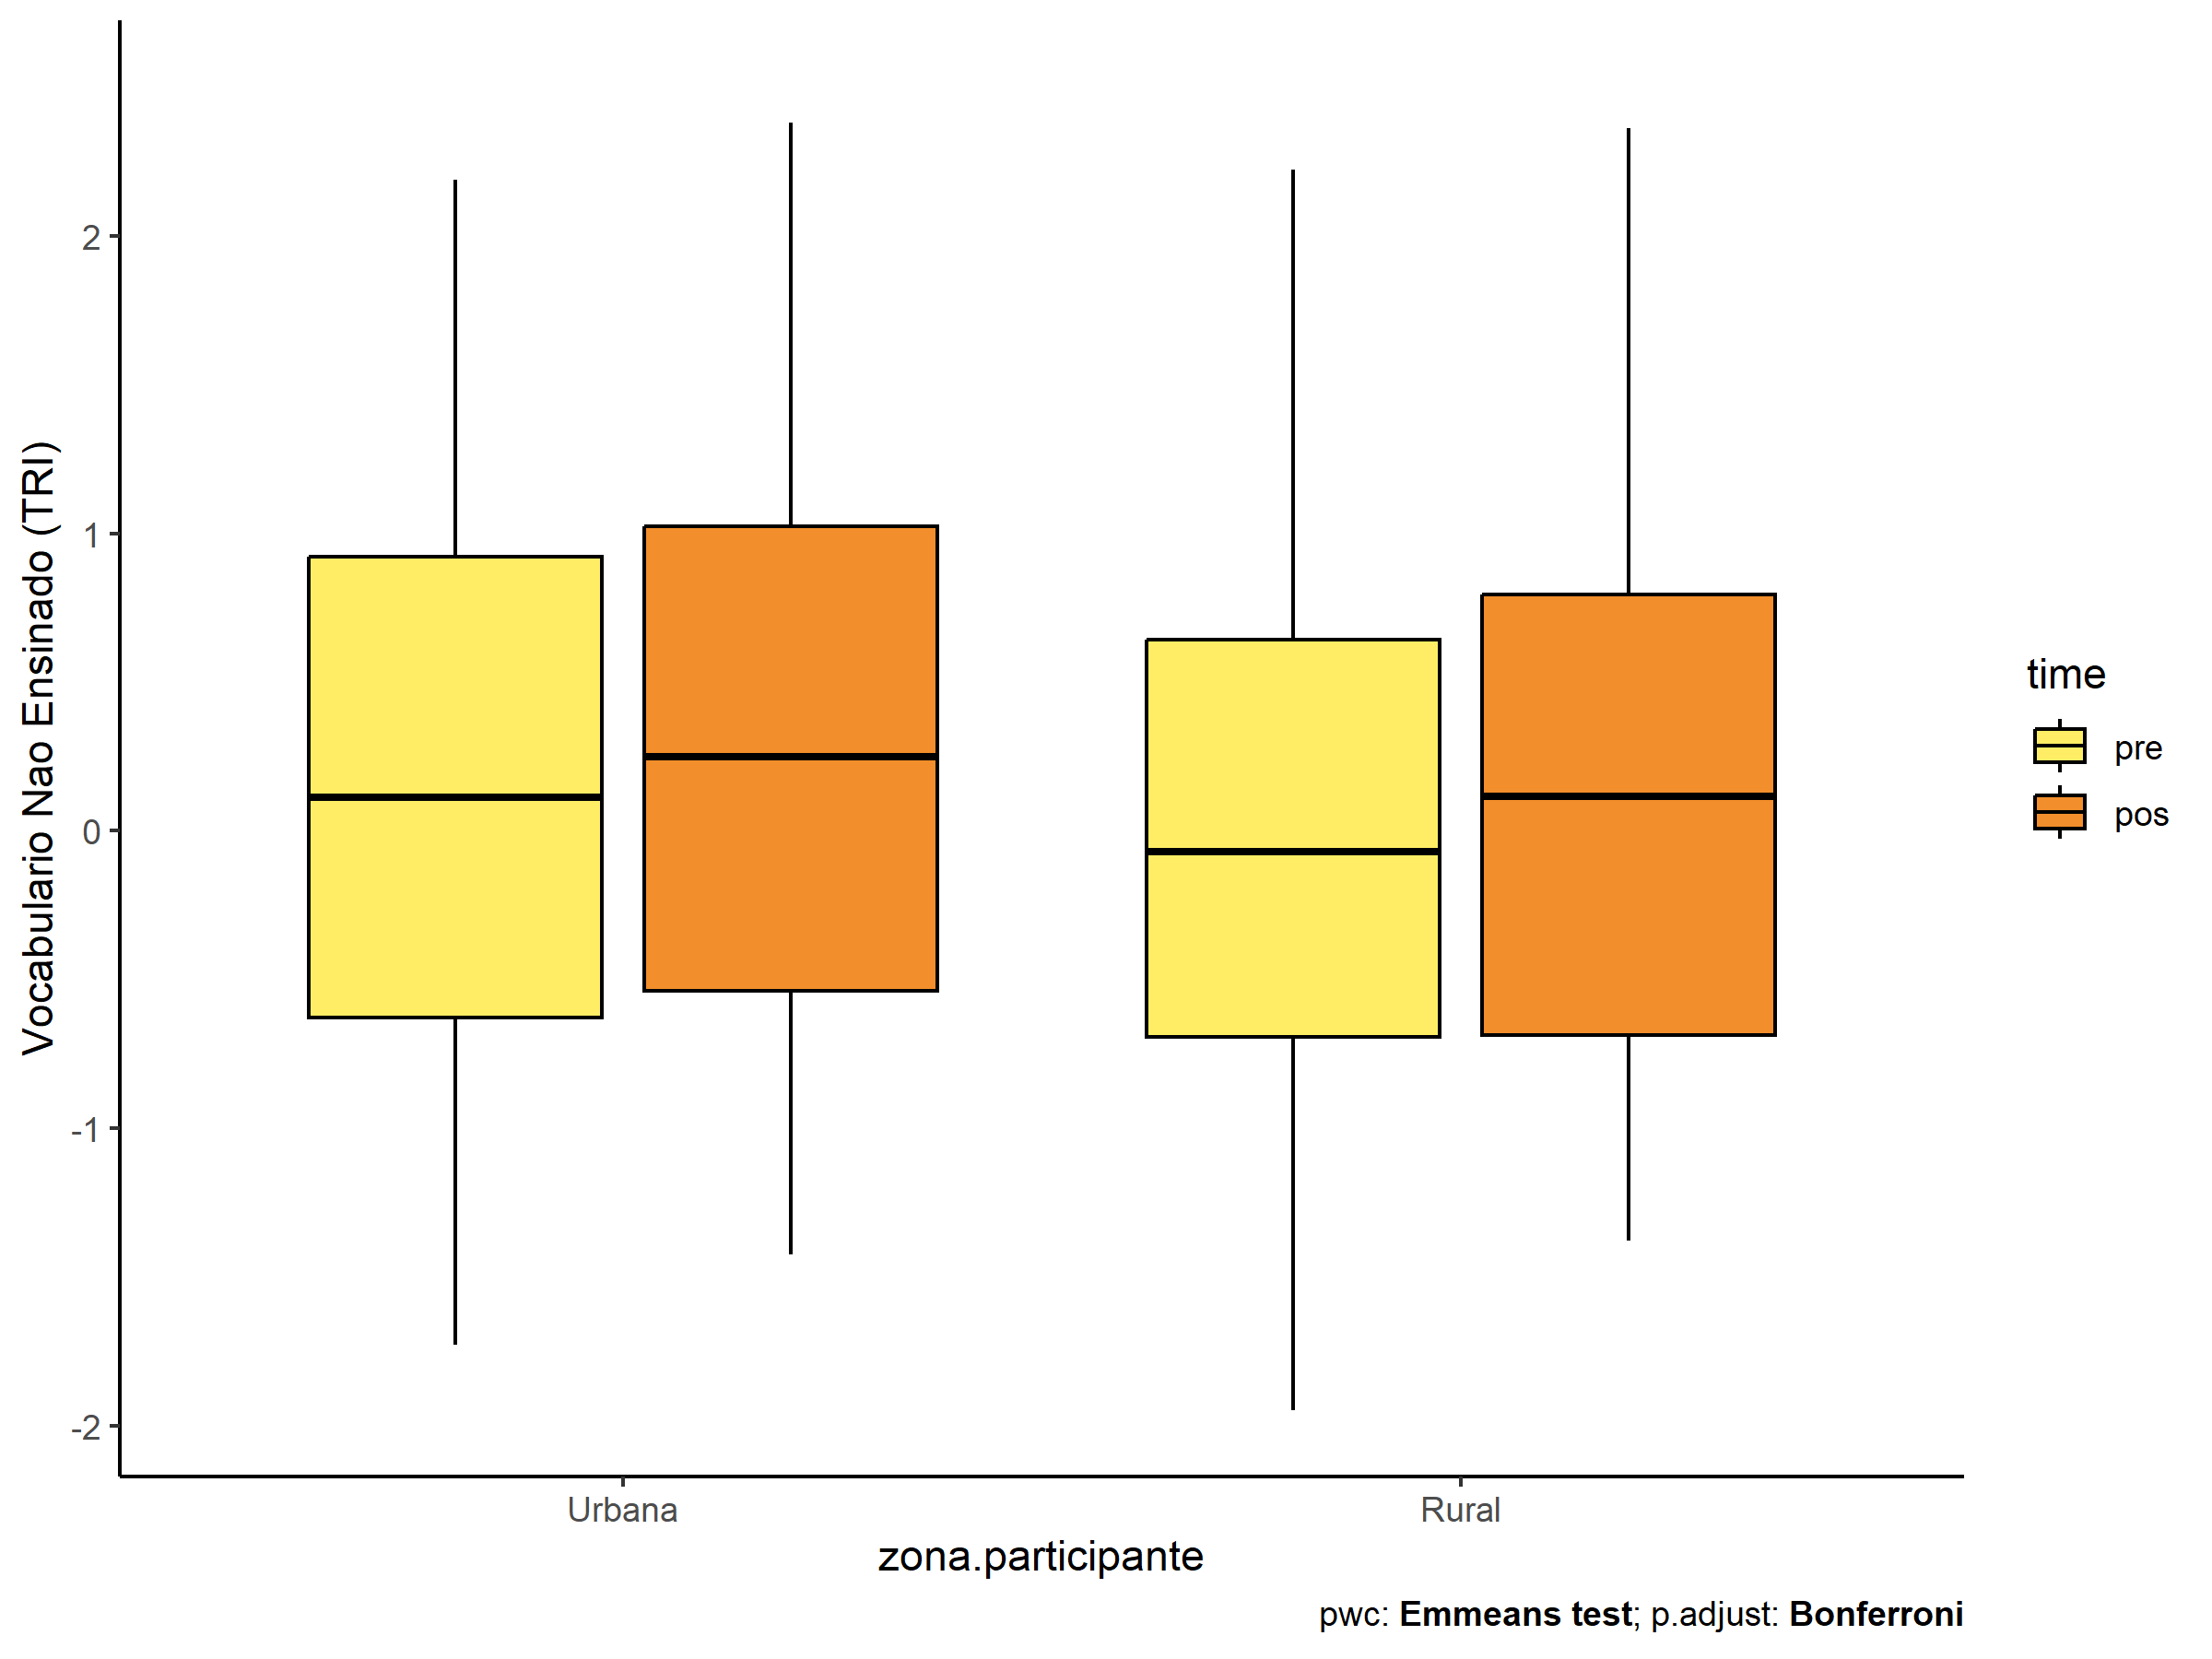 Vocabulario Nao Ensinado (TRI)
2
1
0
-1
-2
Urbana
Rural
zona.participante
time
pre
pos
pwc: Emmeans test; p.adjust: Bonferroni